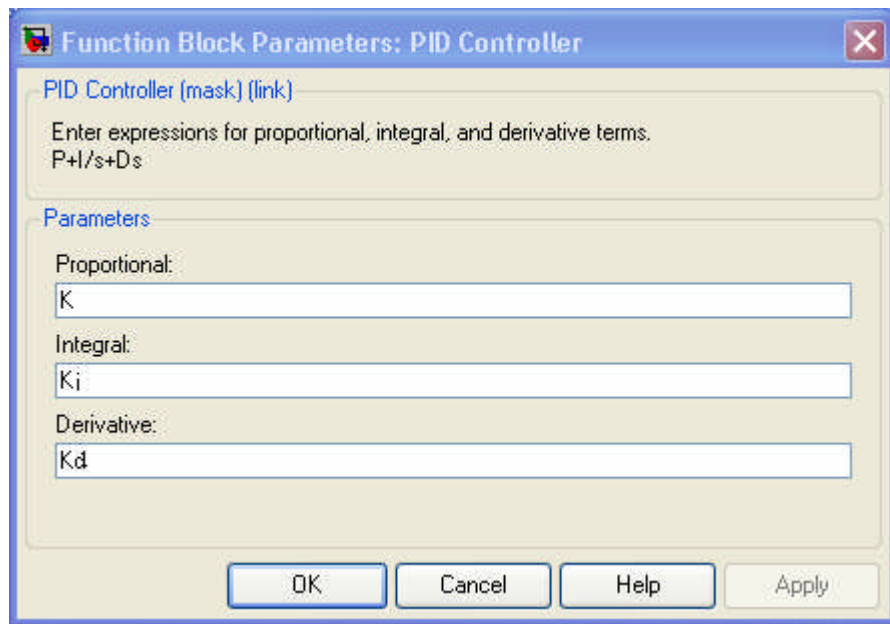 Function Block Parameters: PID Controller
PID Controller (mask) (link)
Enter expressions for proportional, integral, and derivative terms.
P+I/s+Ds
Parameters
Proportional:
K
Integral:
Ki
Derivative:
Kd
OK Cancel Help Apply